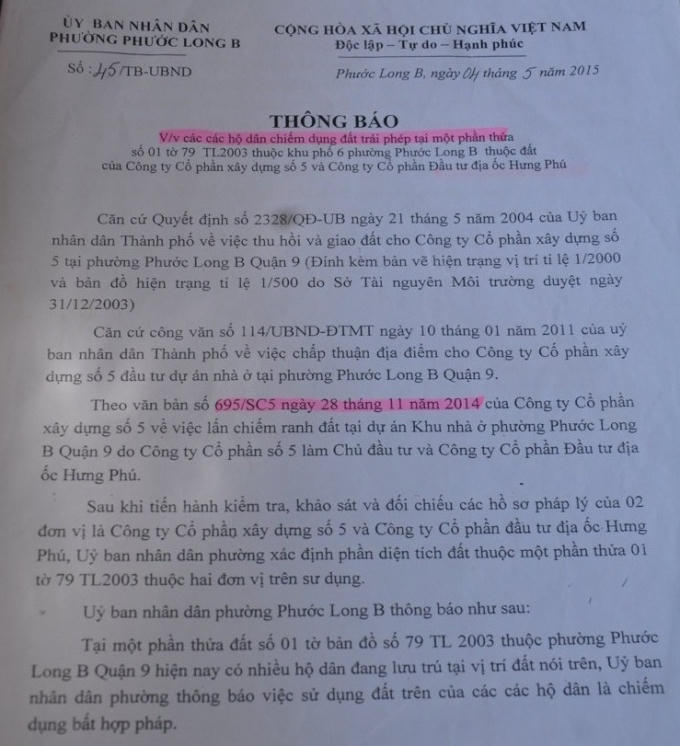 ỦY BAN NHÂN DÂN
PHƯỜNG PHƯỚC LONG B
CỘNG HÒA XÃ HỘI CHỦ NGHĨA VIỆT NAM
Độc lập – Tự do – Hạnh phúc
Số : 45/TB-UBND
Phước Long B, ngày 04 tháng 5 năm 2015
THÔNG BÁO
V/v các các hộ dân chiếm dụng đất trái phép tại một phần thửa
số 01 tờ 79 TL2003 thuộc khu phố 6 phường Phước Long B thuộc đất
của Công ty Cổ phần xây dựng số 5 và Công ty Cổ phần Đầu tư địa ốc Hưng Phú
Căn cứ Quyết định số 2328/QĐ-UB ngày 21 tháng 5 năm 2004 của Uỷ ban
nhân dân Thành phố về việc thu hồi và giao đất cho Công ty Cổ phần xây dựng số
5 tại phường Phước Long B Quận 9 (Đính kèm bản vẽ hiện trạng vị trí tỉ lệ 1/2000
và bản đồ hiện trạng tỉ lệ 1/500 do Sở Tài nguyên Môi trường duyệt ngày
31/12/2003)
Căn cứ công văn số 114/UBND-ĐTMT ngày 10 tháng 01 năm 2011 của uỷ
ban nhân dân Thành phố về việc chấp thuận địa điểm cho Công ty Cổ phần xây
dựng số 5 đầu tư dự án nhà ở tại phường Phước Long B Quận 9.
Theo văn bản số 695/SC5 ngày 28 tháng 11 năm 2014 của Công ty Cổ phần
xây dựng số 5 về việc lấn chiếm ranh đất tại dự án Khu nhà ở phường Phước Long
B Quận 9 do Công ty Cổ phần số 5 làm Chủ đầu tư và Công ty Cổ phần Đầu tư địa
ốc Hưng Phú.
Sau khi tiến hành kiểm tra, khảo sát và đối chiếu các hồ sơ pháp lý của 02
đơn vị là Công ty Cổ phần xây dựng số 5 và Công ty Cổ phần đầu tư địa ốc Hưng
Phú, Uỷ ban nhân dân phường xác định phần diện tích đất thuộc một phần thửa 01
tờ 79 TL2003 thuộc hai đơn vị trên sư dụng.
Uỷ ban nhân dân phường Phước Long B thông báo như sau:
Tại một phần thửa đất số 01 tờ bản đồ số 79 TL 2003 thuộc phường Phước
Long B Quận 9 hiện nay có nhiều hộ dân đang lưu trú tại vị trí đất nói trên, Uỷ ban
nhân dân phường thông báo việc sử dụng đất trên của các các hộ dân là chiếm
dụng bất hợp pháp.